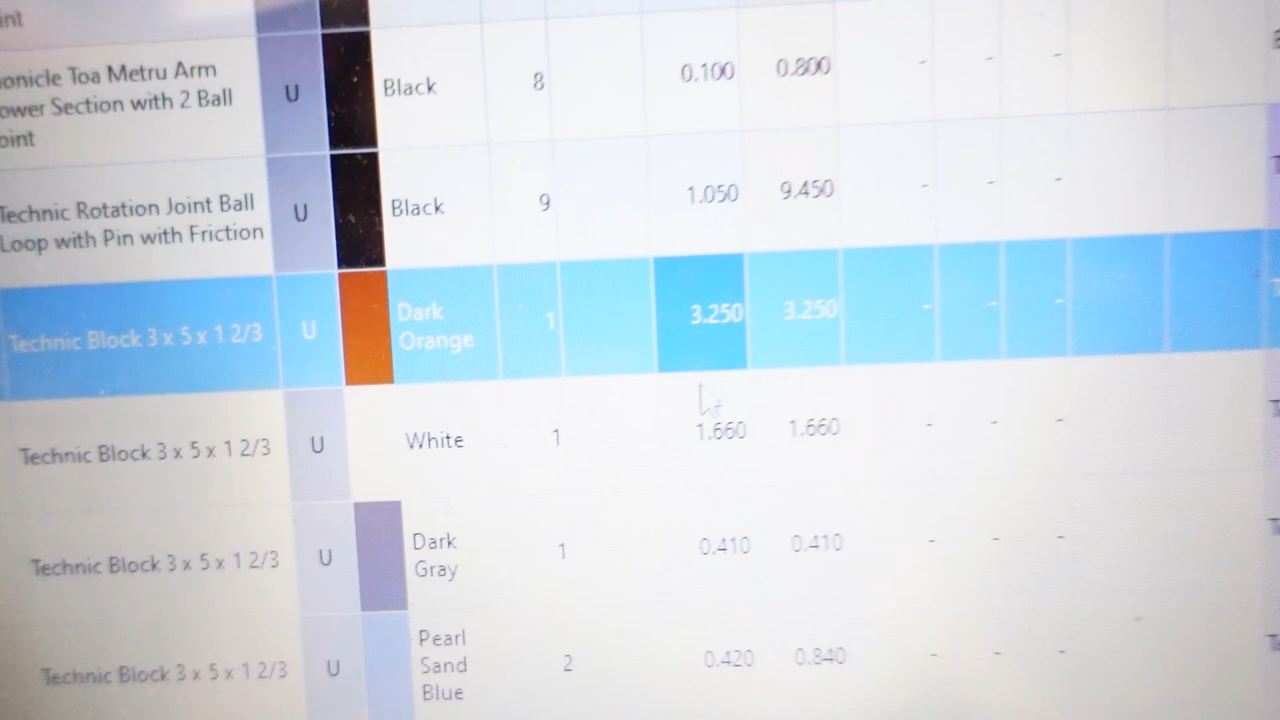 int
onicle Toa Metru Arm
ower Section with 2 Ball
oint
U
Black
8
0.100
0.800
-
-
-
Technic Rotation Joint Ball
Loop with Pin with Friction
U
Black
9
1.050
9.450
-
-
-
Technic Block 3 x 5 x 1 2/3
U
Dark
Orange
1
3.250
3.250
-
-
-
Technic Block 3 x 5 x 1 2/3
U
White
1
1.660
1.660
-
-
-
Technic Block 3 x 5 x 1 2/3
U
Dark
Gray
1
0.410
0.410
-
-
-
Technic Block 3 x 5 x 1 2/3
U
Pearl
Sand
Blue
2
0.420
0.840
-
-
-